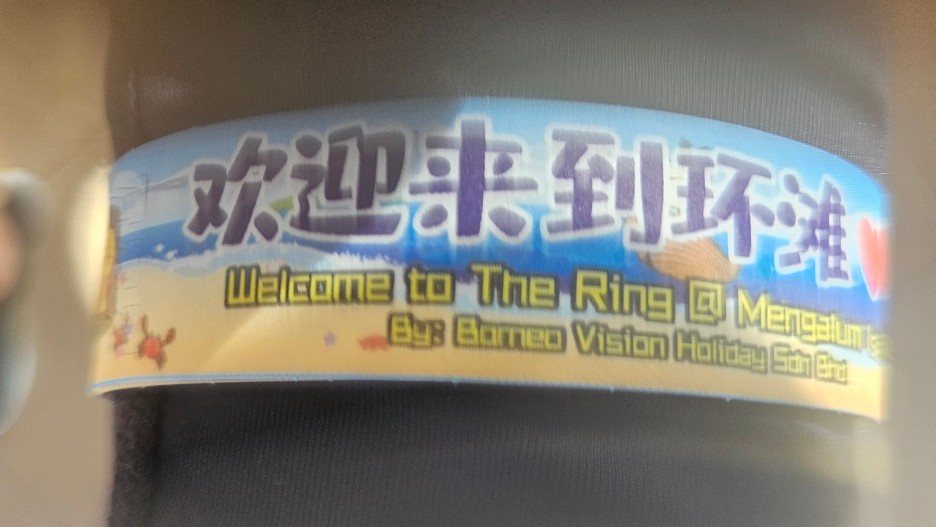 欢迎来到环滩
Welcome to The Ring @ Mengalum
By: Borneo Vision Holiday Sdn Bhd